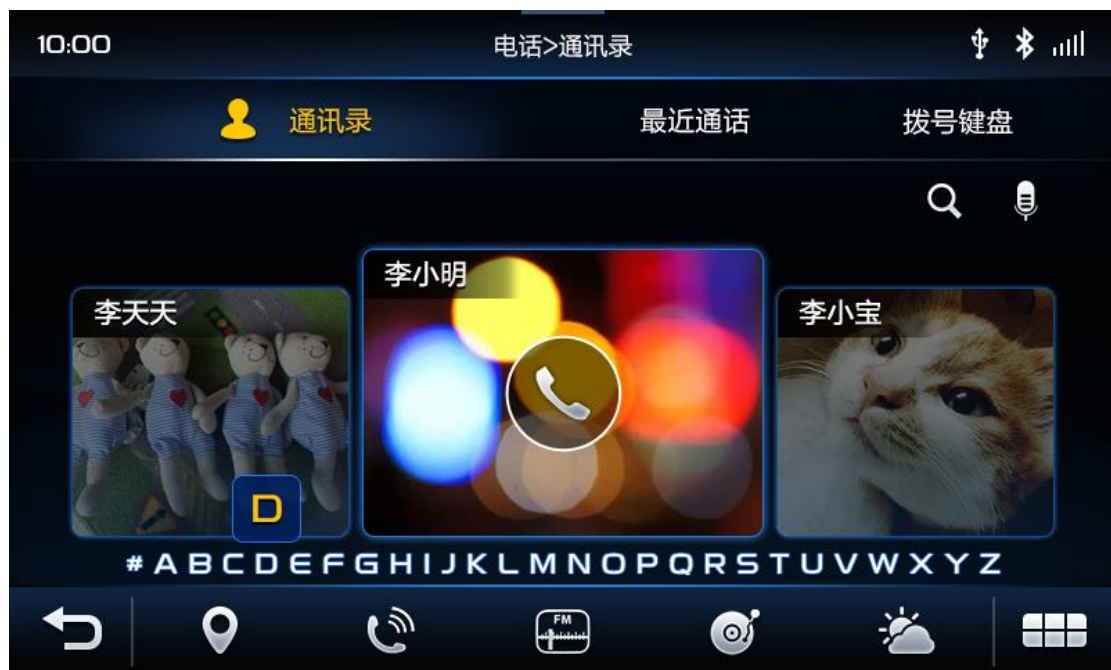 10:00 电话>通讯录
通讯录 最近通话 拨号键盘
李天天 李小明 李小宝
D
# A B C D E F G H I J K L M N O P Q R S T U V W X Y Z
FM